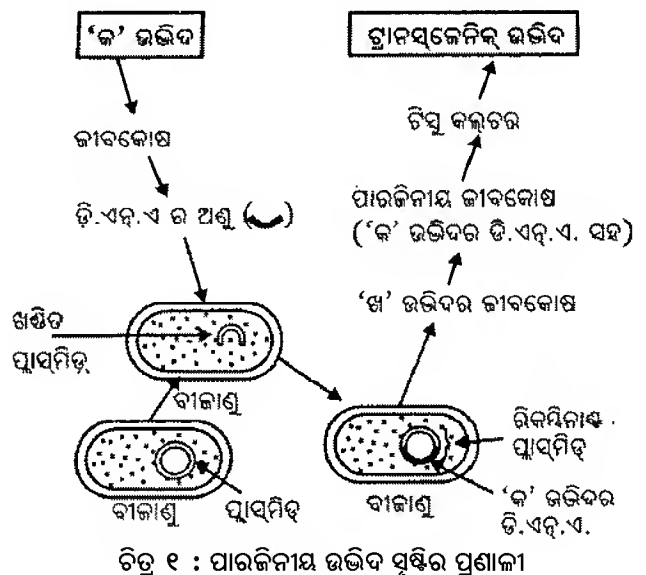 ‘କ’ ଉଦ୍ଭିଦ
ଜୀବକୋଷ
ଡ଼ି.ଏନ୍.ଏ ର ଅଣୁ ( )
ଖଣ୍ଡିତ
ପ୍ଲାସ୍‌ମିଡ଼୍
ବୀଜାଣୁ
ବୀଜାଣୁ
ପ୍ଲାସ୍‌ମିଡ୍
ବୀଜାଣୁ
ରିକମ୍ବିନାଣ୍ଟ
ପ୍ଲାସ୍‌ମିଡ୍
‘କ’ ଉଦ୍ଭିଦର
ଡି.ଏନ୍.ଏ.
‘ଖ’ ଉଦ୍ଭିଦର ଜୀବକୋଷ
ପାରଜିନୀୟ ଜୀବକୋଷ
(‘କ’ ଉଦ୍ଭିଦର ଡି.ଏନ୍.ଏ. ସହ)
ଟିସୁ କଲ୍‌ଚର
ଟ୍ରାନସ୍‌ଜେନିକ୍ ଉଦ୍ଭିଦ
ଚିତ୍ର ୧ : ପାରଜିନୀୟ ଉଦ୍ଭିଦ ସୃଷ୍ଟିର ପ୍ରଣାଳୀ